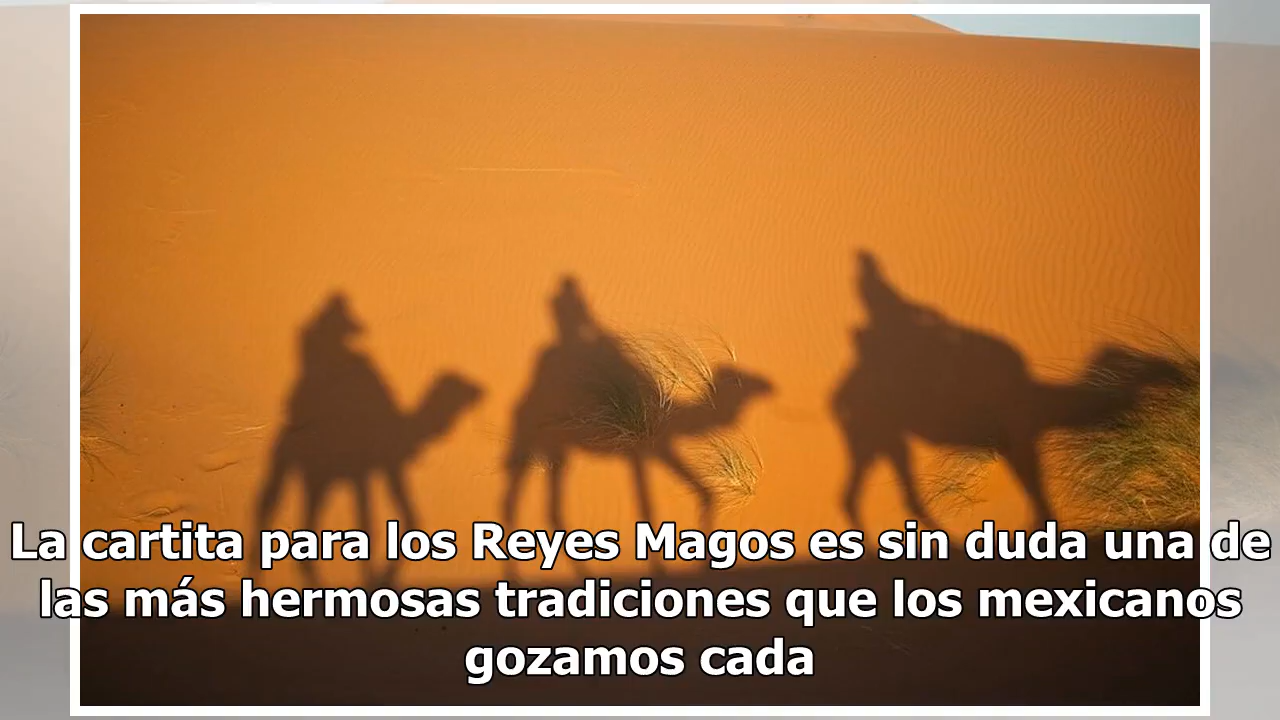 La cartita para los Reyes Magos es sin duda una de
las más hermosas tradiciones que los mexicanos
gozamos cada